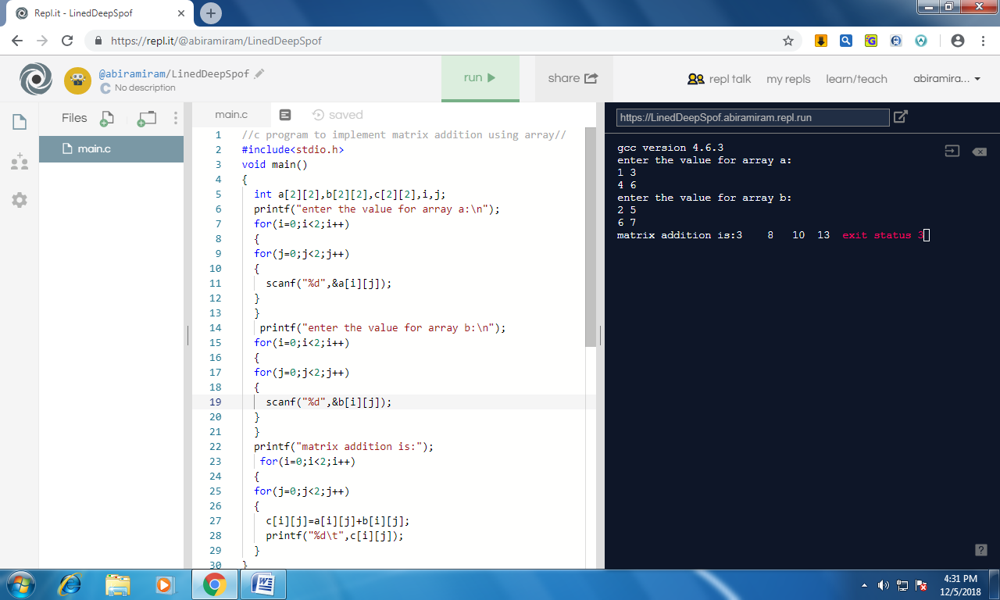 Repl.it - LinedDeepSpof
https://repl.it/@abiramiram/LinedDeepSpof
@abiramiram/LinedDeepSpof
No description
run
share
repl talk
my repls
learn/teach
abiramira...
Files
main.c
main.c
saved
1 //c program to implement matrix addition using array//
2 #include<stdio.h>
3 void main()
4 {
5 int a[2][2],b[2][2],c[2][2],i,j;
6 printf("enter the value for array a:\n");
7 for(i=0;i<2;i++)
8 {
9 for(j=0;j<2;j++)
10 {
11 scanf("%d",&a[i][j]);
12 }
13 }
14 printf("enter the value for array b:\n");
15 for(i=0;i<2;i++)
16 {
17 for(j=0;j<2;j++)
18 {
19 scanf("%d",&b[i][j]);
20 }
21 }
22 printf("matrix addition is:");
23 for(i=0;i<2;i++)
24 {
25 for(j=0;j<2;j++)
26 {
27 c[i][j]=a[i][j]+b[i][j];
28 printf("%d\t",c[i][j]);
29 }
30 }
https://LinedDeepSpof.abiramiram.repl.run
gcc version 4.6.3
enter the value for array a:
1 3
4 6
enter the value for array b:
2 5
6 7
matrix addition is:3 8 10 13 exit status 3
?
4:31 PM
12/5/2018